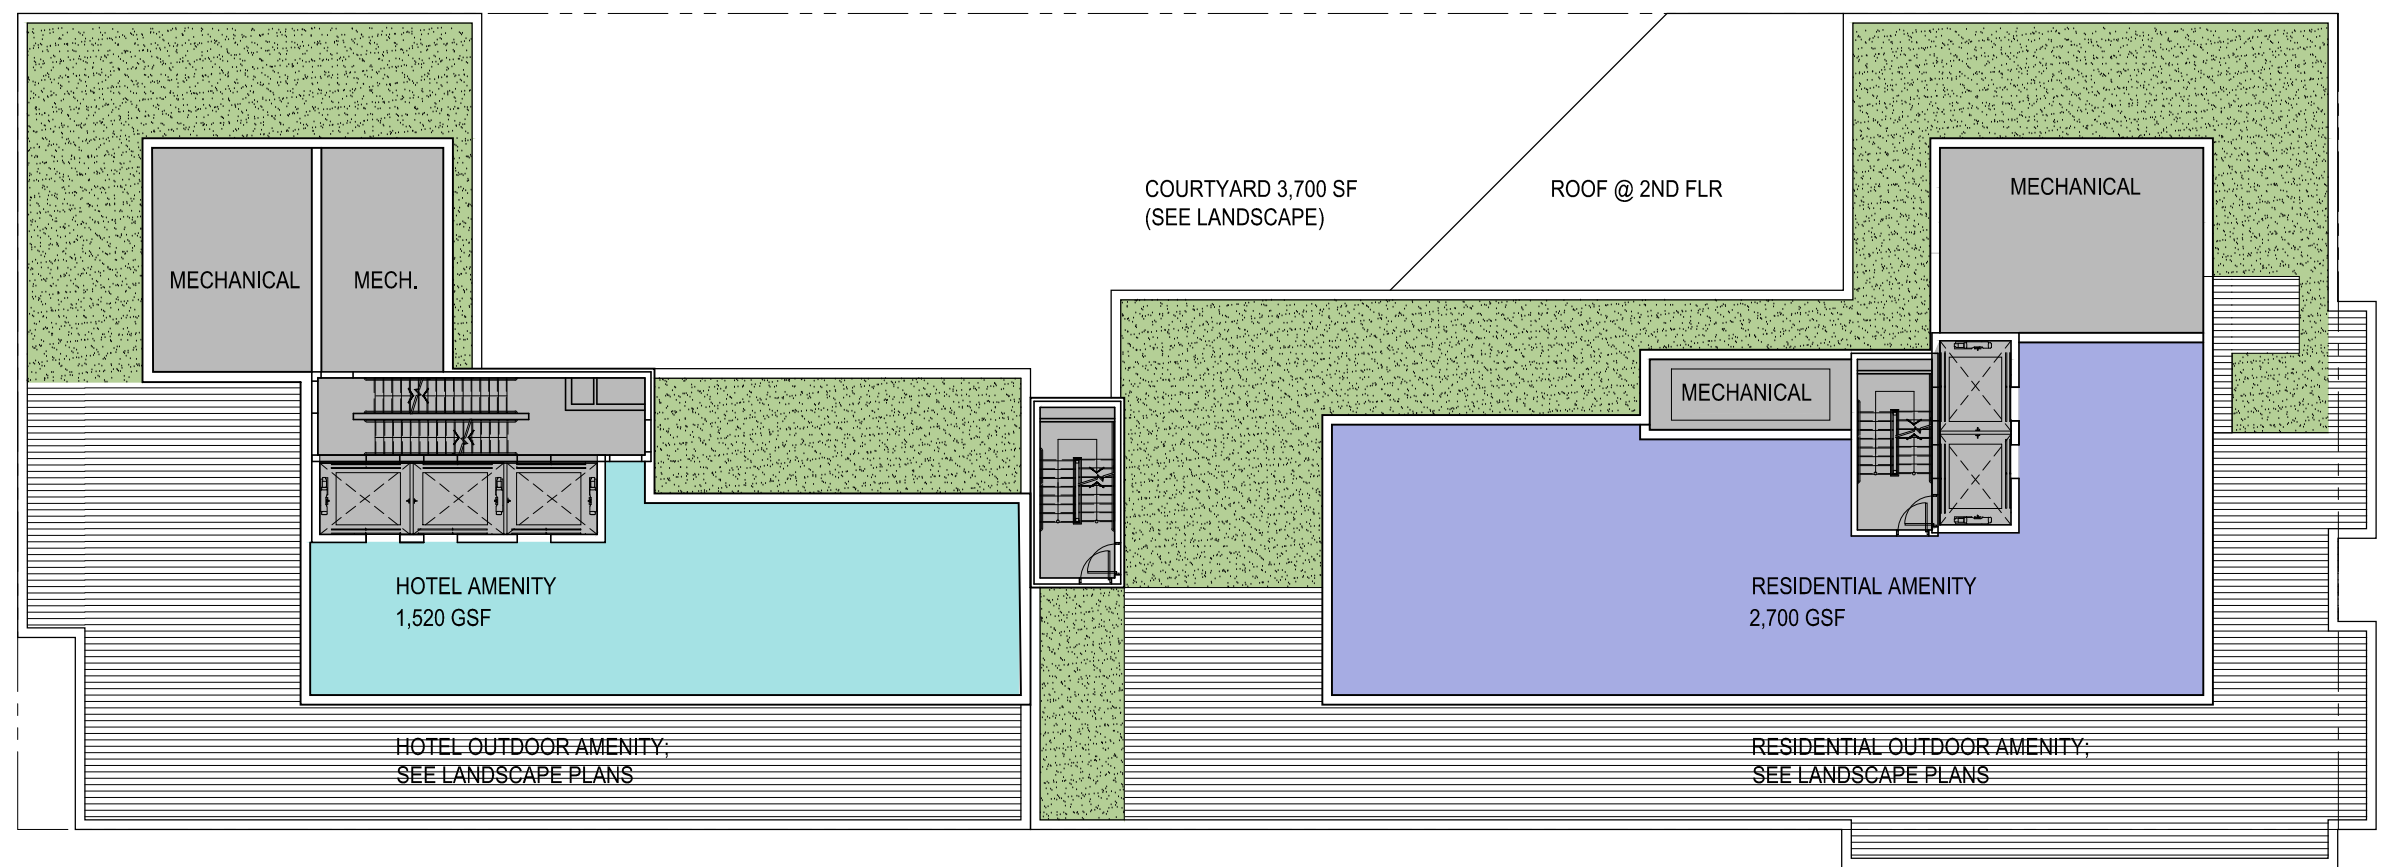 COURTYARD 3,700 SF
(SEE LANDSCAPE)
ROOF @ 2ND FLR
MECHANICAL
MECHANICAL
MECH.
MECHANICAL
HOTEL AMENITY
1,520 GSF
RESIDENTIAL AMENITY
2,700 GSF
HOTEL OUTDOOR AMENITY;
SEE LANDSCAPE PLANS
RESIDENTIAL OUTDOOR AMENITY;
SEE LANDSCAPE PLANS